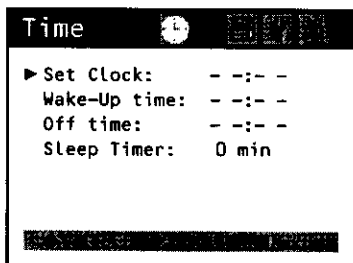 Time
▶ Set Clock: - -:- -
Wake-Up time: - -:- -
Off time: - -:- -
Sleep Timer: 0 min